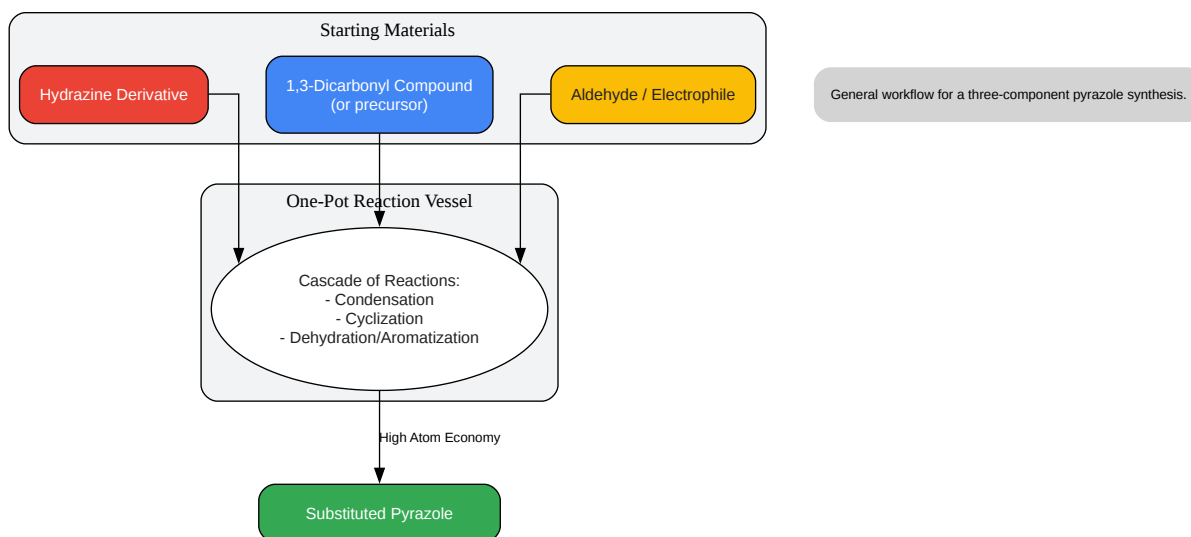 Starting Materials
Hydrazine Derivative
1,3-Dicarbonyl Compound
(or precursor)
Aldehyde / Electrophile
General workflow for a three-component pyrazole synthesis.
One-Pot Reaction Vessel
Cascade of Reactions:
- Condensation
- Cyclization
- Dehydration/Aromatization
High Atom Economy
Substituted Pyrazole